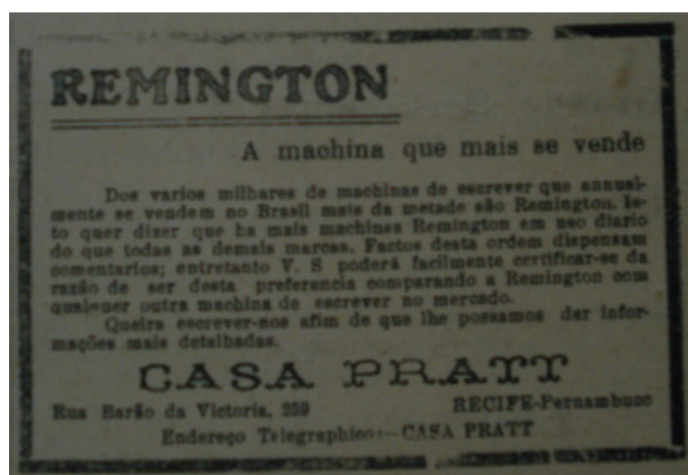 REMINGTON
A machina que mais se vende
Dos varios milhares de machinas de escrever que annual-
mente se vendem no Brasil mais da metade são Remington. Is-
to quer dizer que ha mais machinas Remington em uso diario
do que todas as demais marcas. Factos desta ordem dispensam
comentarios; entretanto V. S poderá facilmente certificar-se da
razão de ser desta preferencia comparando a Remington com
qualquer outra machina de escrever no mercado.
Queira escrever-nos afim de que lhe possamos dar infor-
mações mais detalhadas.
CASA PRATT
Rua Barão da Victoria, 259 RECIFE-Pernambuco
Endereço Telegraphico:--CASA PRATT